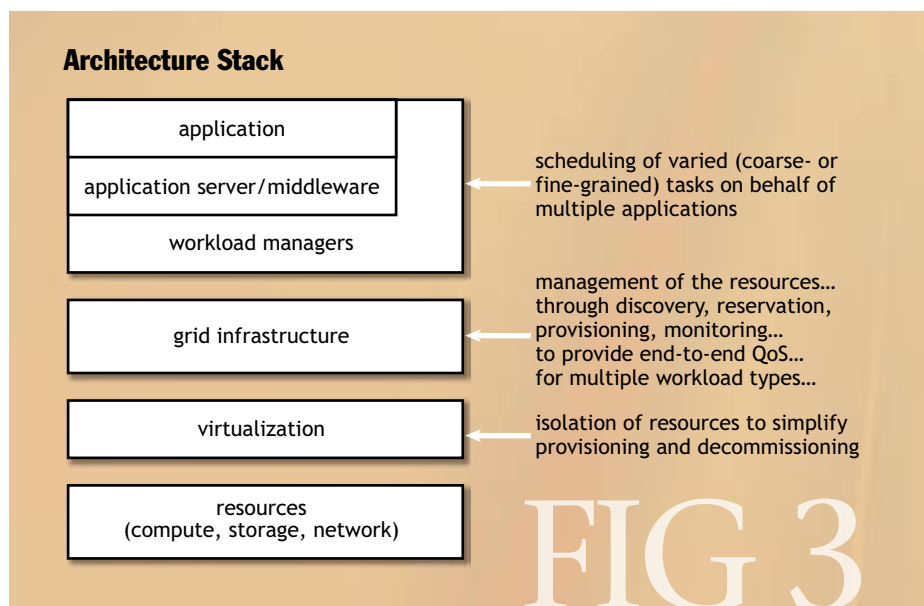 Architecture Stack
application
application server/middleware
workload managers
scheduling of varied (coarse- or
fine-grained) tasks on behalf of
multiple applications
grid infrastructure
management of the resources…
through discovery, reservation,
provisioning, monitoring…
to provide end-to-end QoS…
for multiple workload types…
virtualization
isolation of resources to simplify
provisioning and decommissioning
resources
(compute, storage, network)
FIG 3